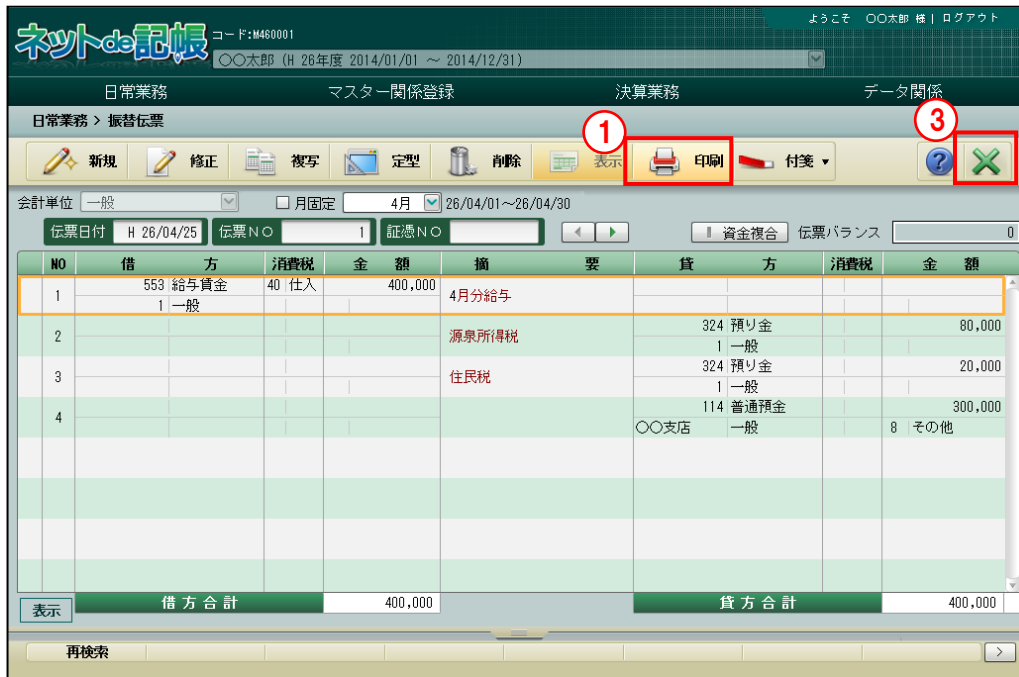 ようこそ 〇〇太郎 様 | ログアウト
ネットde記帳 コード:M460001
〇〇太郎 (H 26年度 2014/01/01 ～ 2014/12/31)
日常業務 マスター関係登録 決算業務 データ関係
日常業務 > 振替伝票
① ③
新規 修正 複写 定型 削除 表示 印刷 付箋 ▼ ?
会計単位 一般 月固定 4月 26/04/01～26/04/30
伝票日付 H 26/04/25 伝票NO 1 証憑NO 資金複合 伝票バランス 0
NO 借方 消費税 金額 摘要 貸方 消費税 金額
1 553 給与賃金 40 仕入 400,000 4月分給与
1 一般
2 源泉所得税 324 預り金 80,000
1 一般
3 住民税 324 預り金 20,000
1 一般
4 114 普通預金 300,000
〇〇支店 一般 8 その他
表示 借方合計 400,000 貸方合計 400,000
再検索 >